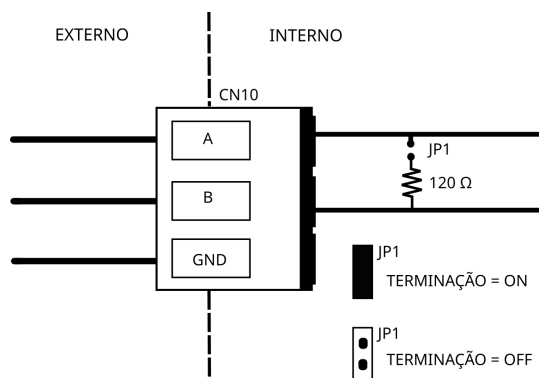 EXTERNO
INTERNO
CN10
A
JP1
120 Ω
B
GND
JP1
TERMINAÇÃO = ON
JP1
TERMINAÇÃO = OFF